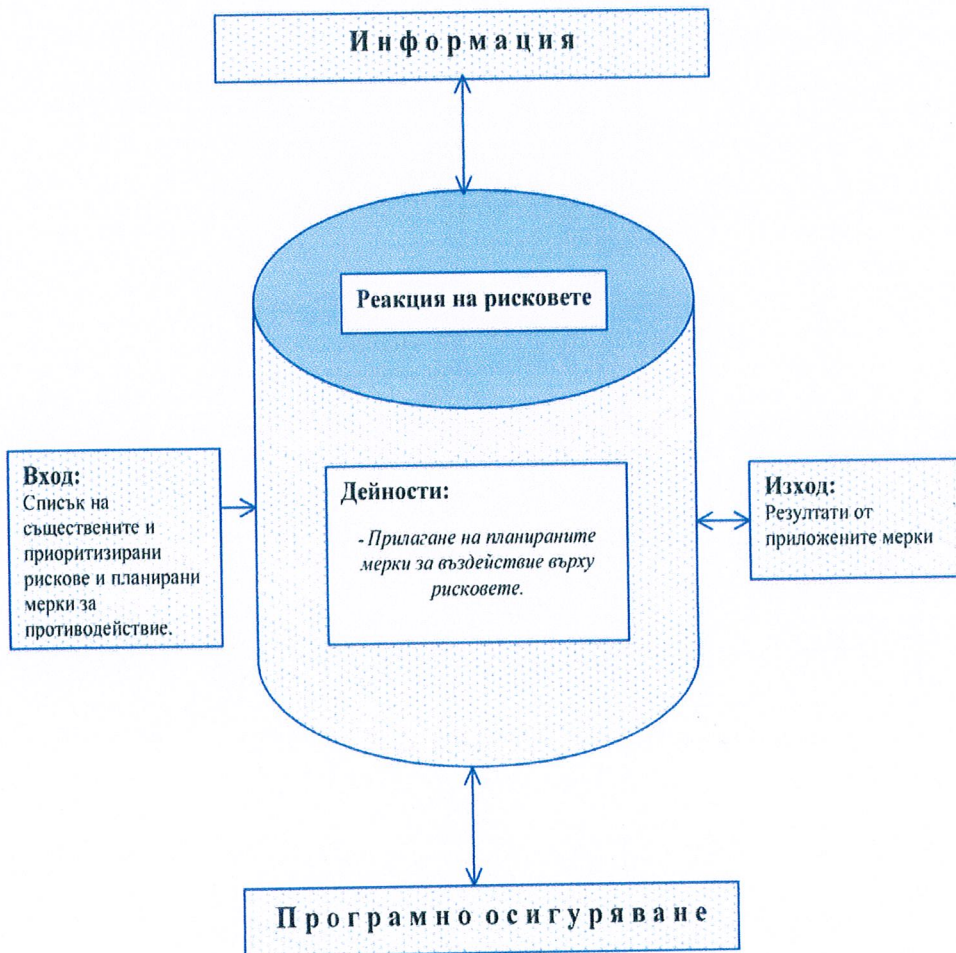 Информация
Реакция на рисковете
Вход:
Списък на
съществените и
приоритизирани
рискове и планирани
мерки за
противодействие.
Дейности:
- Прилагане на планираните
мерки за въздействие върху
рисковете.
Изход:
Резултати от
приложените мерки
Програмно осигуряване